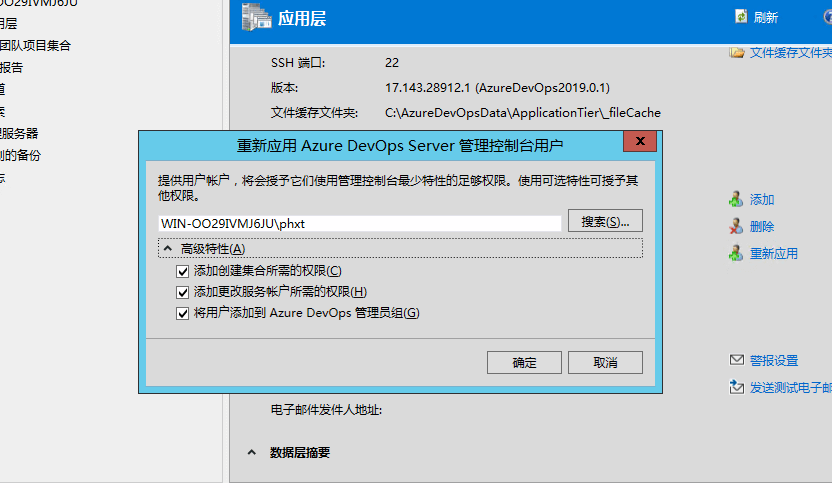 OO29IVMJ6JU
用层
应用层
刷新
团队项目集合
SSH 端口:
22
文件缓存文件夹
报告
版本:
17.143.28912.1 (AzureDevOps2019.0.1)
道
文件缓存文件夹:
C:\AzureDevOpsData\ApplicationTier\_fileCache
索
服务器
的备份
志
重新应用 Azure DevOps Server 管理控制台用户
x
提供用户帐户，将会授予它们使用管理控制台最少特性的足够权限。使用可选特性可授予其
他权限。
WIN-OO29IVMJ6JU\phxt
搜索(S)...
高级特性(A)
添加创建集合所需的权限(C)
添加更改服务帐户所需的权限(H)
将用户添加到 Azure DevOps 管理员组(G)
确定
取消
添加
删除
重新应用
警报设置
发送测试电子邮
电子邮件发件人地址:
数据层摘要